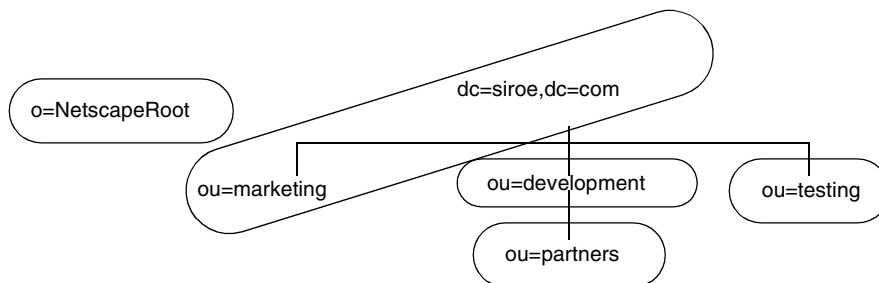 dc=siroe,dc=com
o=NetscapeRoot
ou=marketing
ou=development
ou=testing
ou=partners